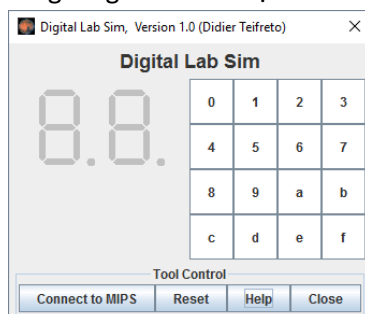 Digital Lab Sim, Version 1.0 (Didier Teifreto)
Digital Lab Sim
0 1 2 3
4 5 6 7
8 9 a b
c d e f
Tool Control
Connect to MIPS Reset Help Close